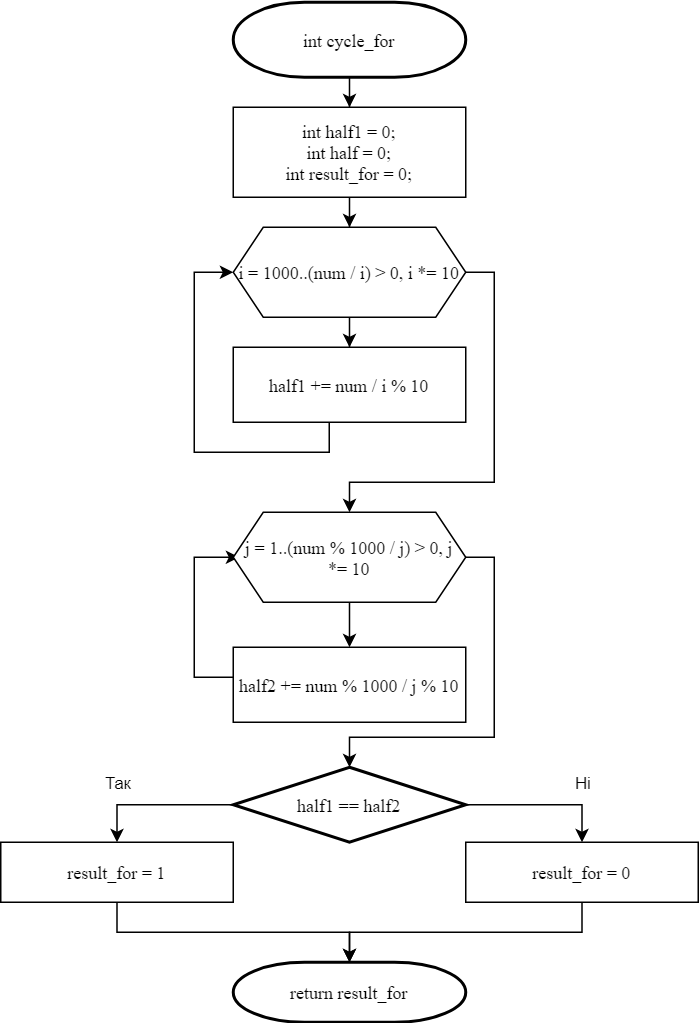 int cycle_for
int half1 = 0;
int half = 0;
int result_for = 0;
i = 1000..(num / i) > 0, i *= 10
half1 += num / i % 10
j = 1..(num % 1000 / j) > 0, j
*= 10
half2 += num % 1000 / j % 10
Так
Ні
half1 == half2
result_for = 1
result_for = 0
return result_for